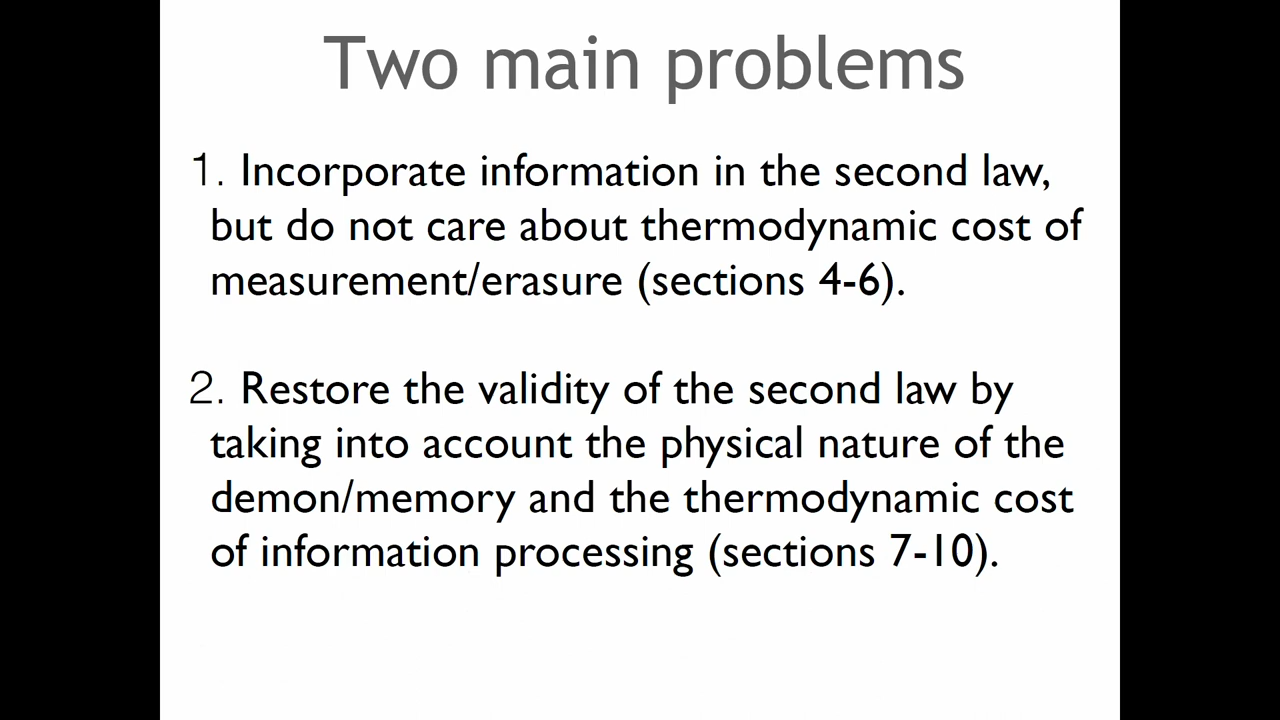 Two main problems
1. Incorporate information in the second law,
but do not care about thermodynamic cost of
measurement/erasure (sections 4-6).
2. Restore the validity of the second law by
taking into account the physical nature of the
demon/memory and the thermodynamic cost
of information processing (sections 7-10).